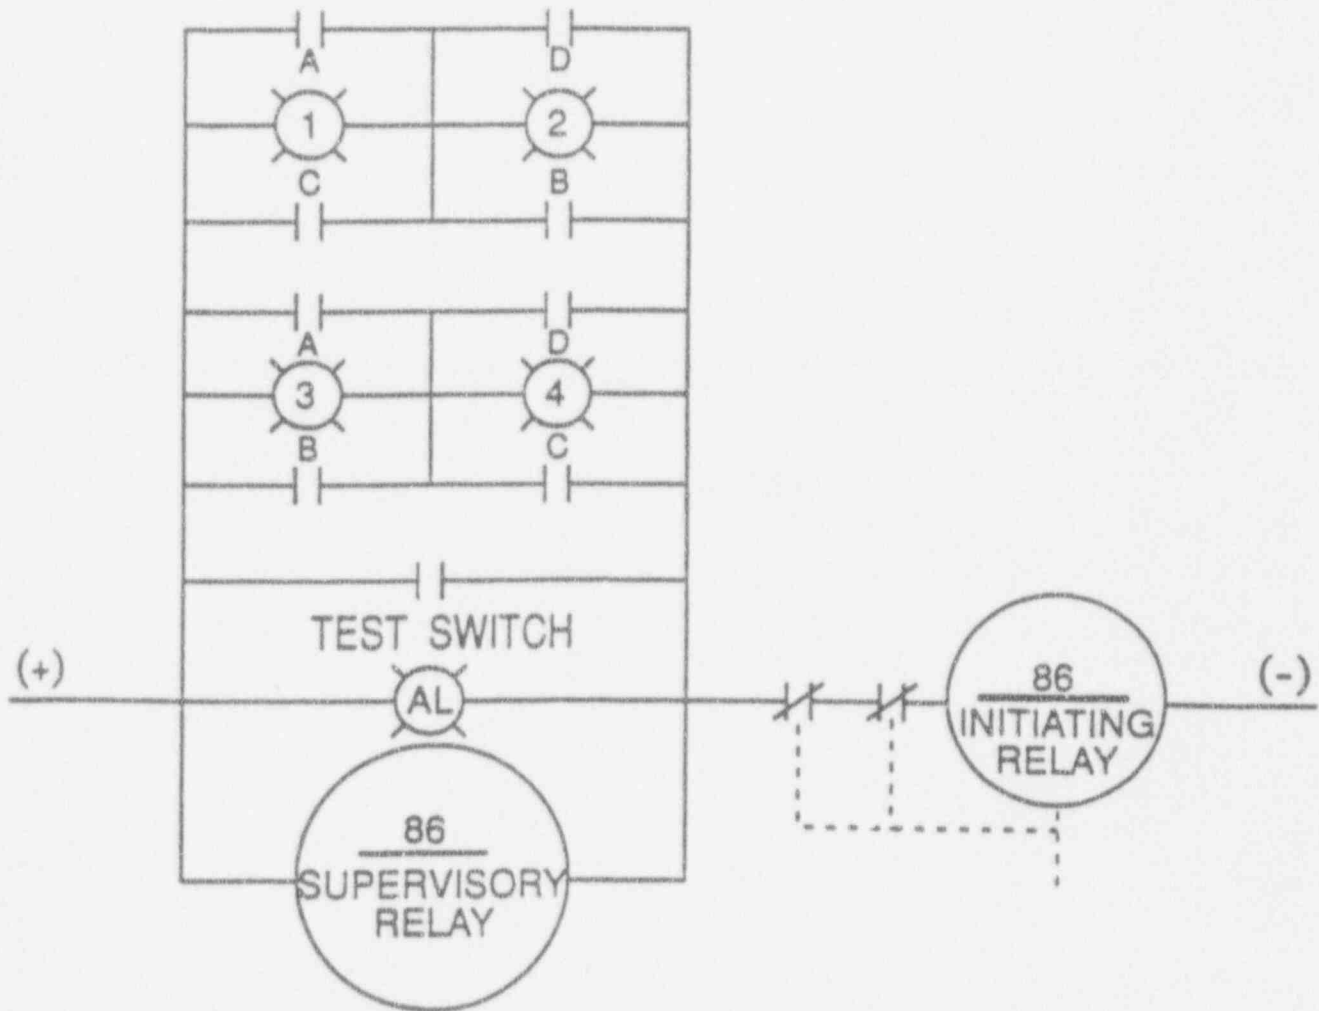 A D
1 2
C B
A D
3 4
B C
TEST SWITCH
(+) (-)
AL
86
INITIATING
RELAY
86
SUPERVISORY
RELAY